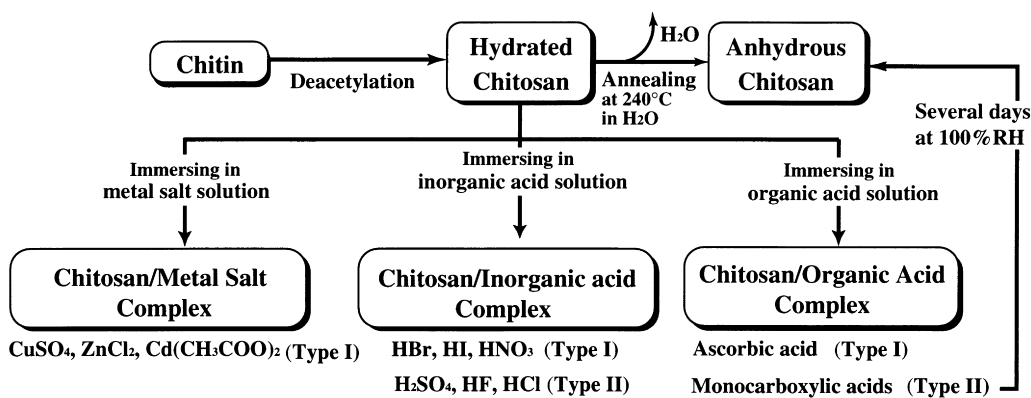 Chitin
Deacetylation
Hydrated
Chitosan
H₂O
Annealing
at 240°C
in H₂O
Anhydrous
Chitosan
Several days
at 100%RH
Immersing in
metal salt solution
Immersing in
inorganic acid solution
Immersing in
organic acid solution
Chitosan/Metal Salt
Complex
CuSO₄, ZnCl₂, Cd(CH₃COO)₂ (Type I)
Chitosan/Inorganic acid
Complex
HBr, HI, HNO₃ (Type I)
H₂SO₄, HF, HCl (Type II)
Chitosan/Organic Acid
Complex
Ascorbic acid (Type I)
Monocarboxylic acids (Type II)